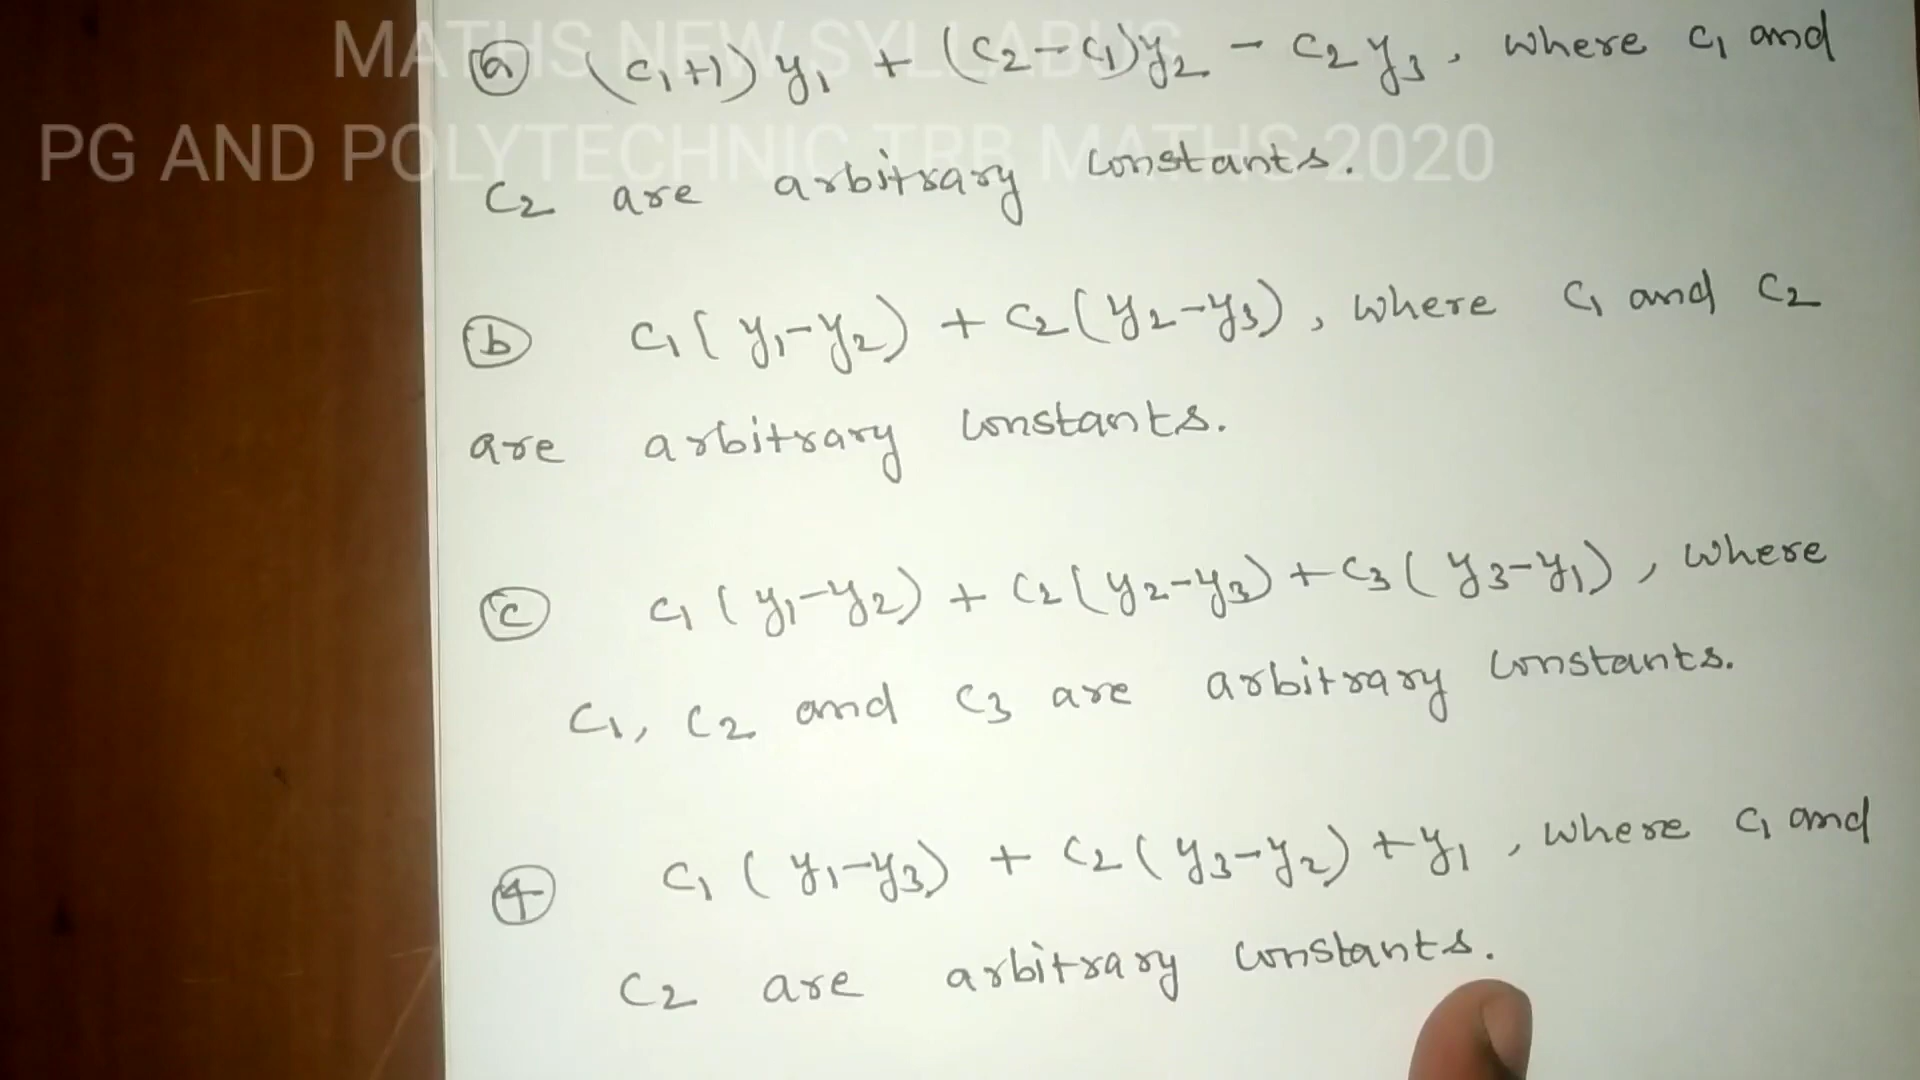 MATHS NEW SYLLABUS
PG AND POLYTECHNIC TRB MATHS 2020
(a) (c₁+1) y₁ + (c₂-c₁)y₂ - c₂ y₃, where c₁ and
c₂ are arbitrary constants.
(b) c₁(y₁-y₂) + c₂(y₂-y₃), where c₁ and c₂
are arbitrary constants.
(c) c₁(y₁-y₂) + c₂(y₂-y₃) + c₃(y₃-y₁), where
c₁, c₂ and c₃ are arbitrary constants.
(4) c₁(y₁-y₃) + c₂(y₃-y₂) + y₁, where c₁ and
c₂ are arbitrary constants.